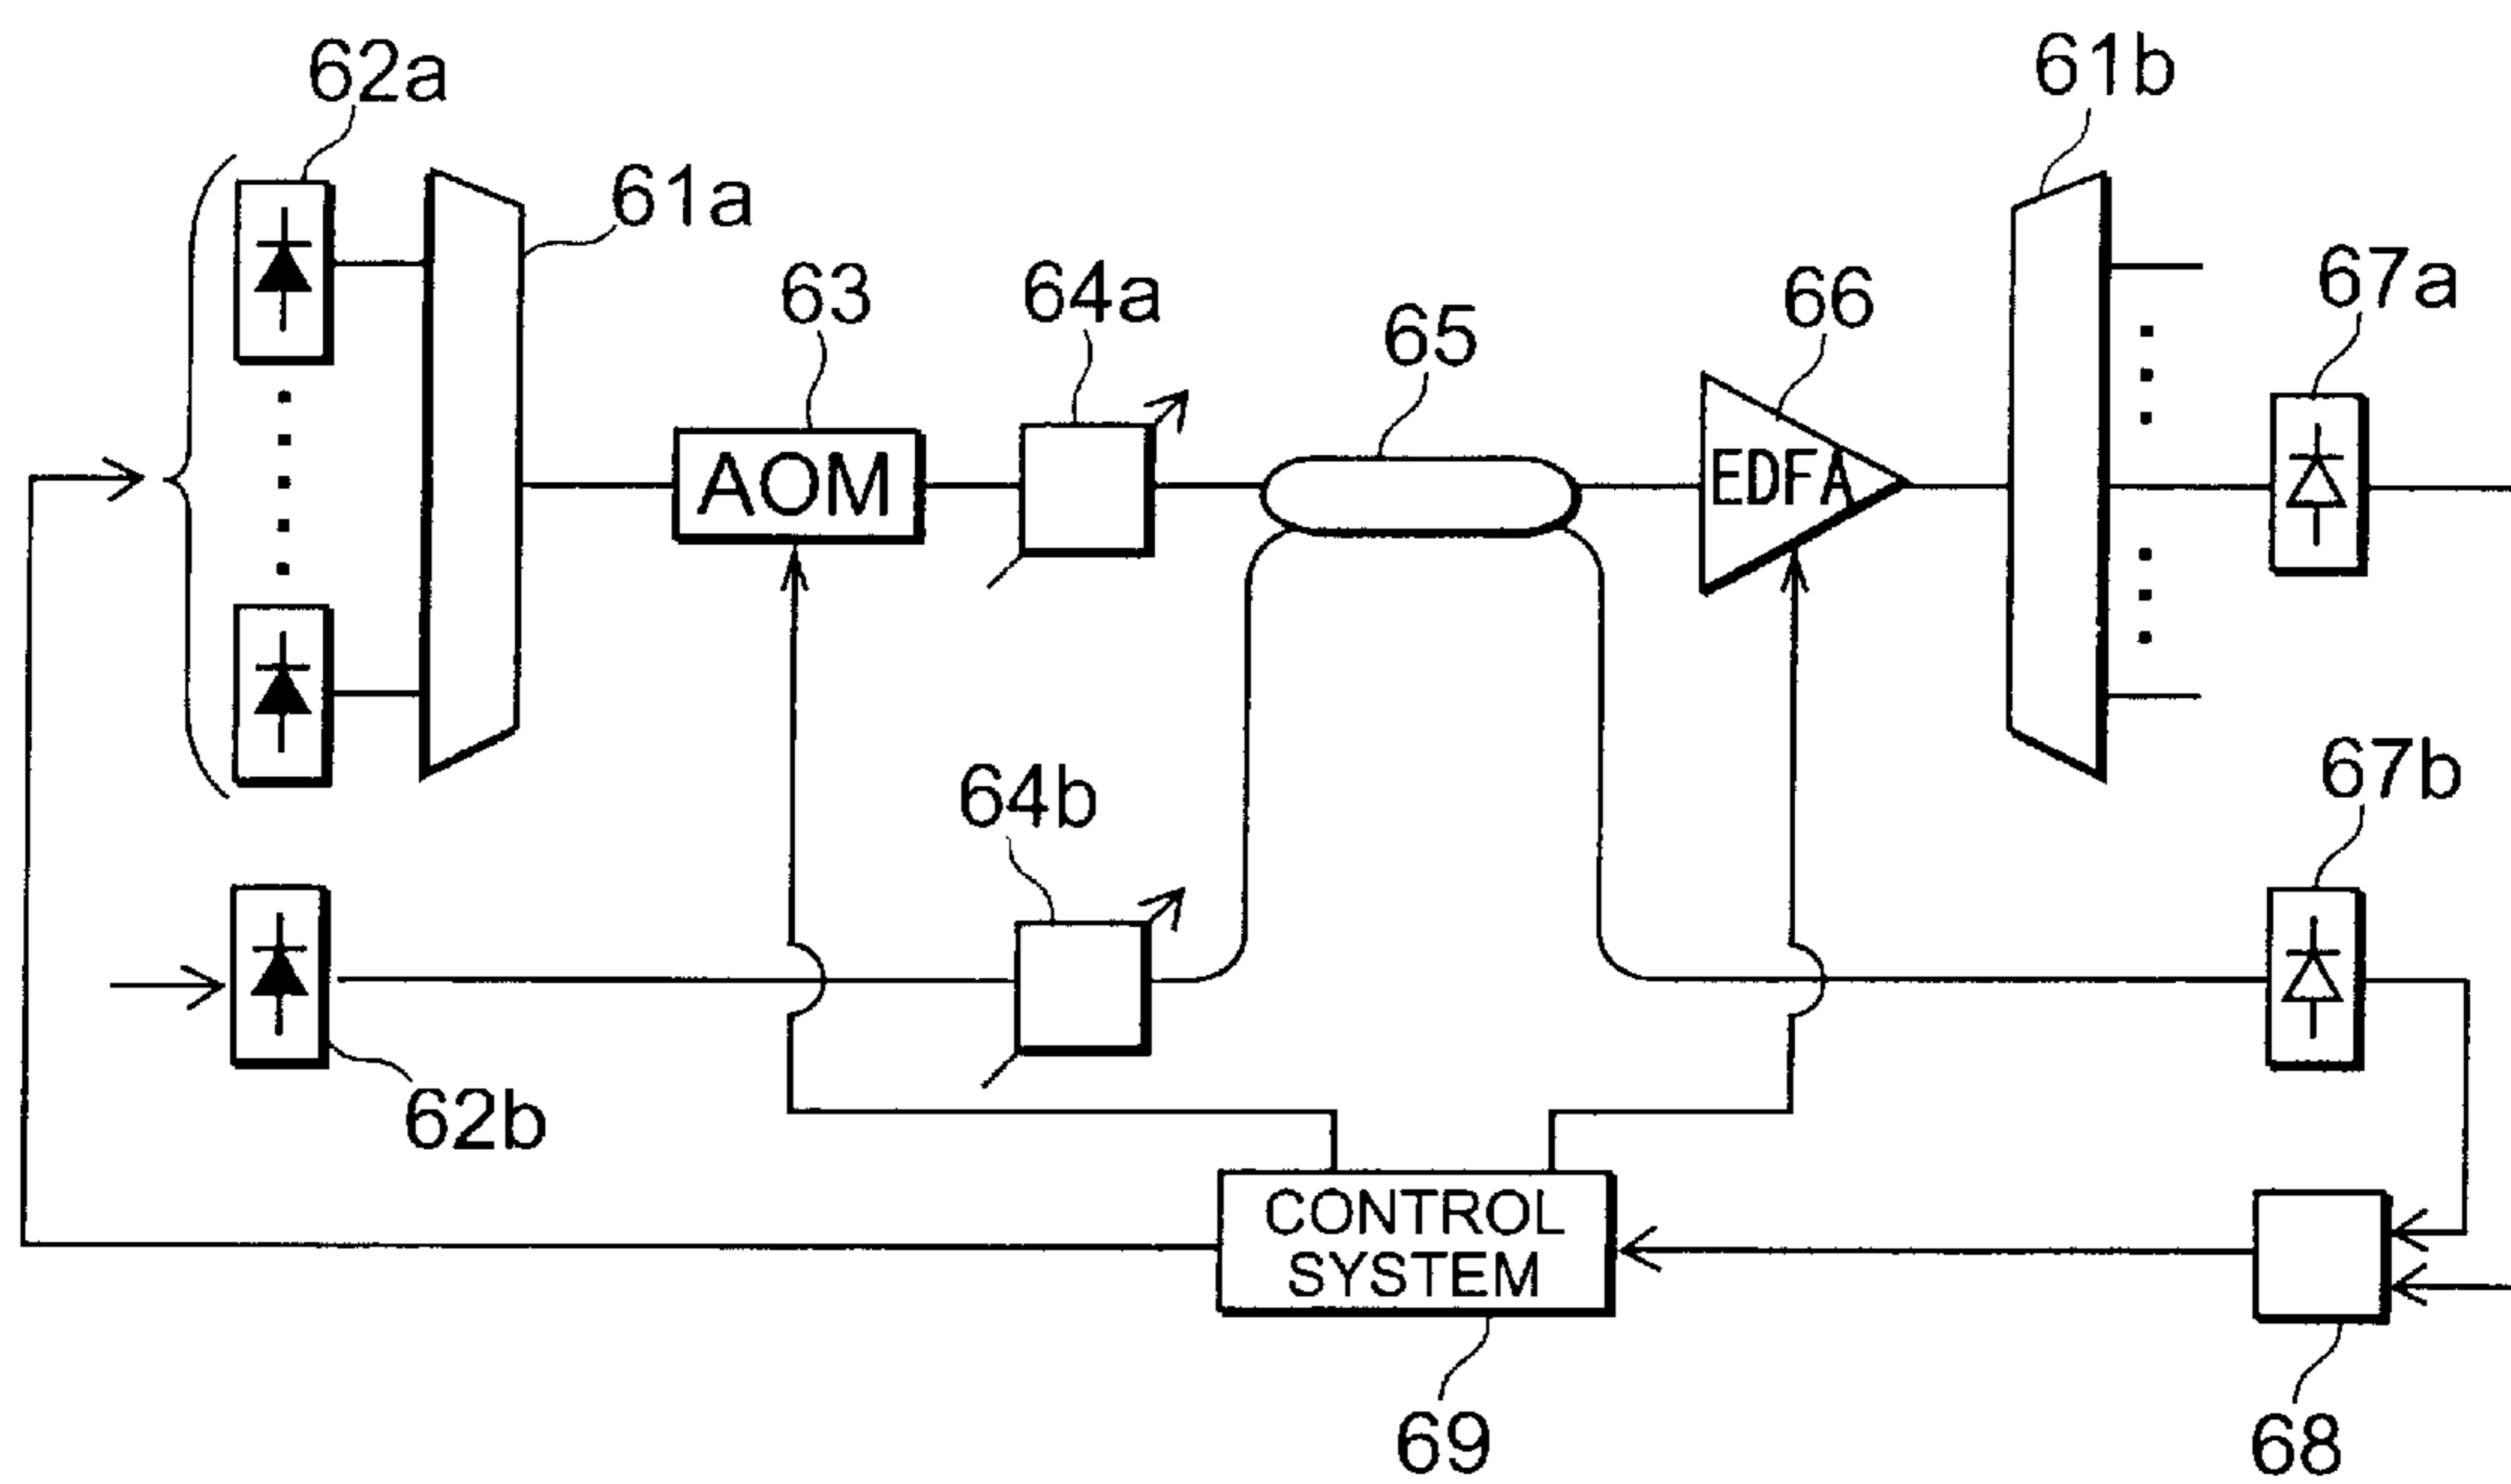 62a
61b
61a
63
64a
65
66
67a
AOM
EDFA
64b
67b
62b
CONTROL
SYSTEM
69
68